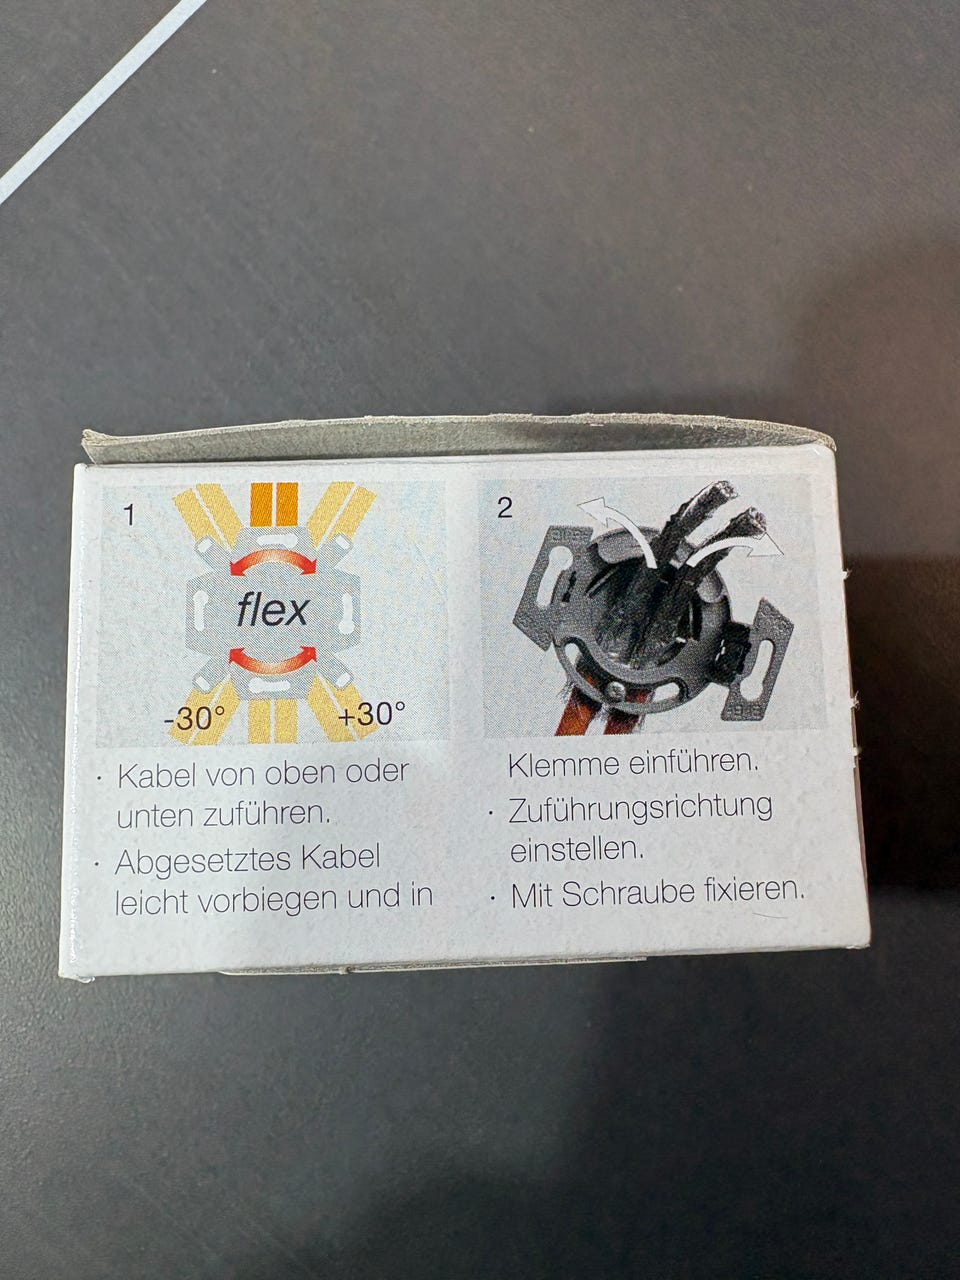 1
flex
-30° +30°
· Kabel von oben oder
unten zuführen.
· Abgesetztes Kabel
leicht vorbiegen und in
2
Klemme einführen.
· Zuführungsrichtung
einstellen.
· Mit Schraube fixieren.